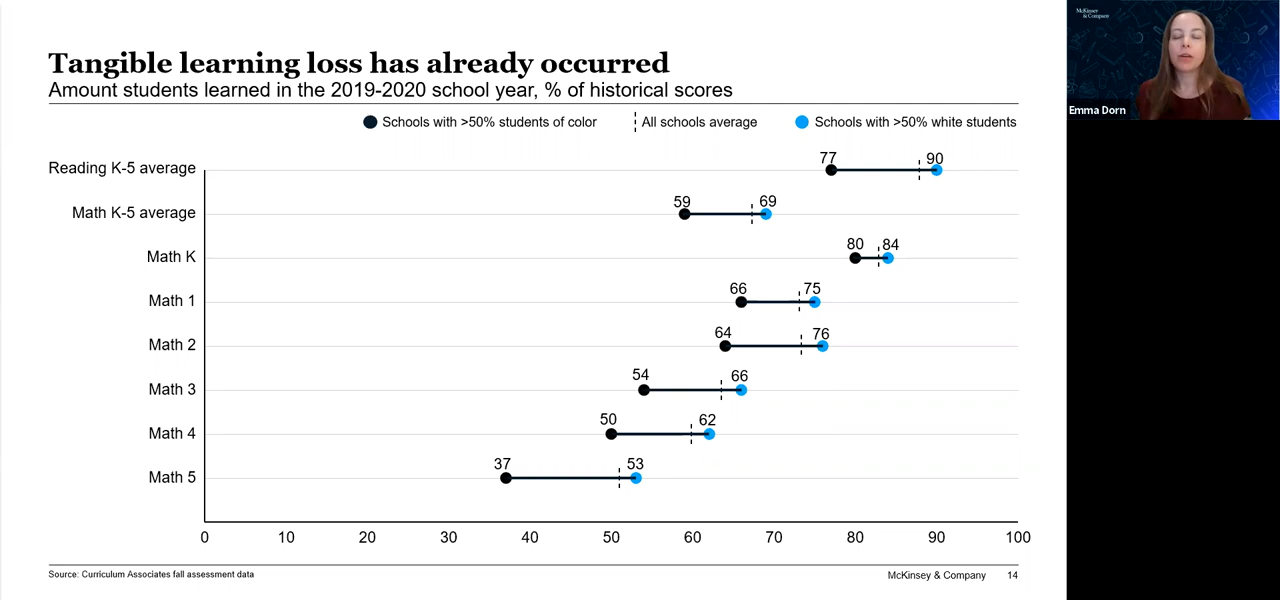 Tangible learning loss has already occurred
Amount students learned in the 2019-2020 school year, % of historical scores
Schools with >50% students of color
All schools average
Schools with >50% white students
Reading K-5 average
77
90
Math K-5 average
59
69
Math K
80
84
Math 1
66
75
Math 2
64
76
Math 3
54
66
Math 4
50
62
Math 5
37
53
0 10 20 30 40 50 60 70 80 90 100
Source: Curriculum Associates fall assessment data
McKinsey & Company 14
McKinsey
& Company
Emma Dorn